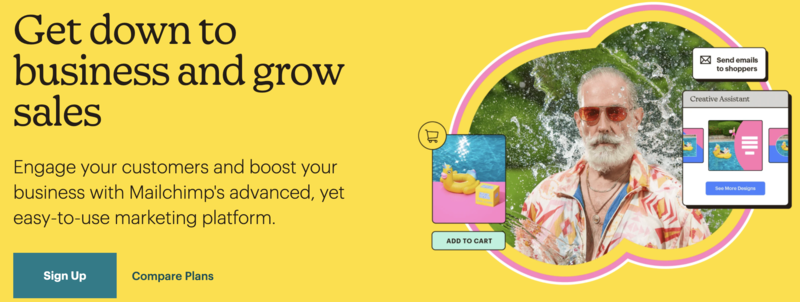 Get down to
business and grow
sales
Engage your customers and boost your
business with Mailchimp's advanced, yet
easy-to-use marketing platform.
Sign Up
Compare Plans
ADD TO CART
Send emails
to shoppers
Creative Assistant
See More Designs